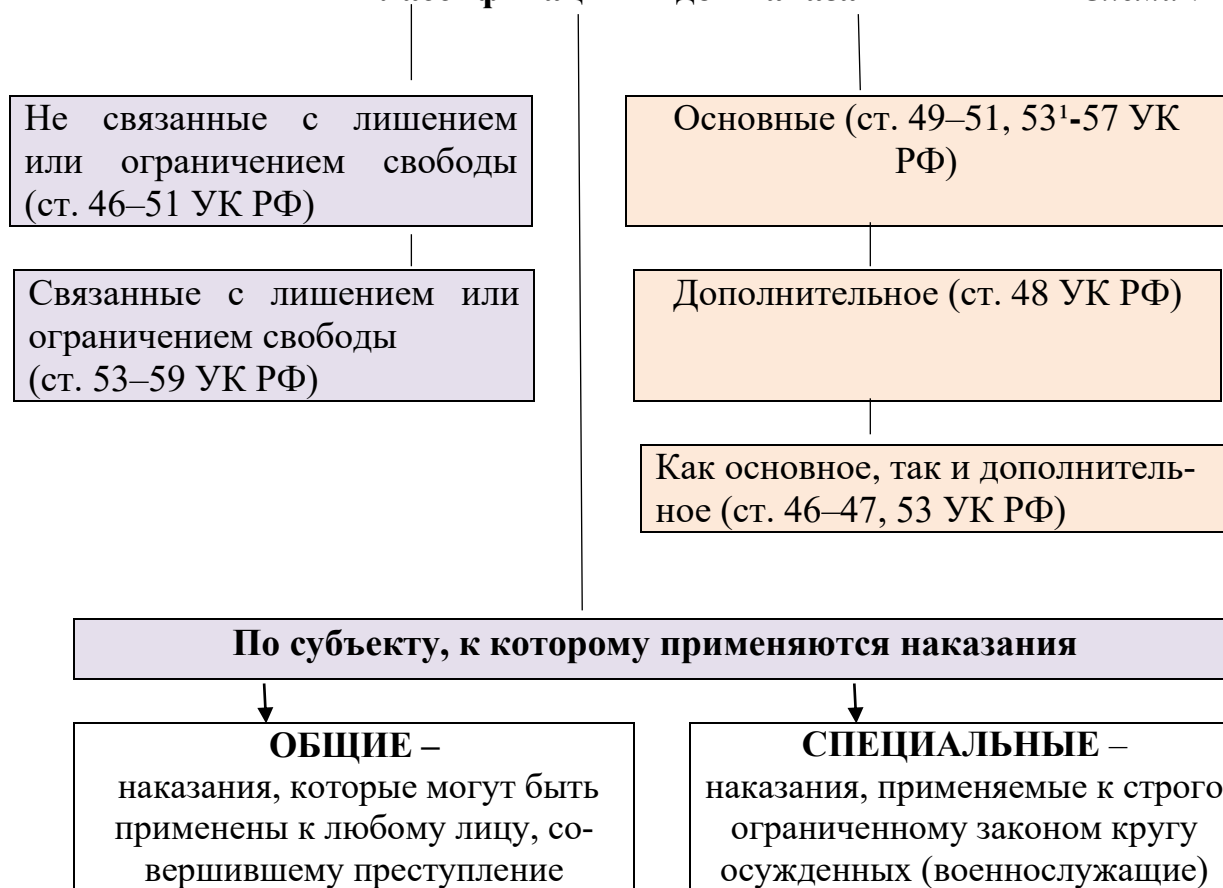 Не связанные с лишением
или ограничением свободы
(ст. 46–51 УК РФ)
Основные (ст. 49–51, 53¹-57 УК
РФ)
Связанные с лишением или
ограничением свободы
(ст. 53–59 УК РФ)
Дополнительное (ст. 48 УК РФ)
Как основное, так и дополнитель-
ное (ст. 46–47, 53 УК РФ)
По субъекту, к которому применяются наказания
ОБЩИЕ –
наказания, которые могут быть
применены к любому лицу, со-
вершившему преступление
СПЕЦИАЛЬНЫЕ –
наказания, применяемые к строго
ограниченному законом кругу
осужденных (военнослужащие)